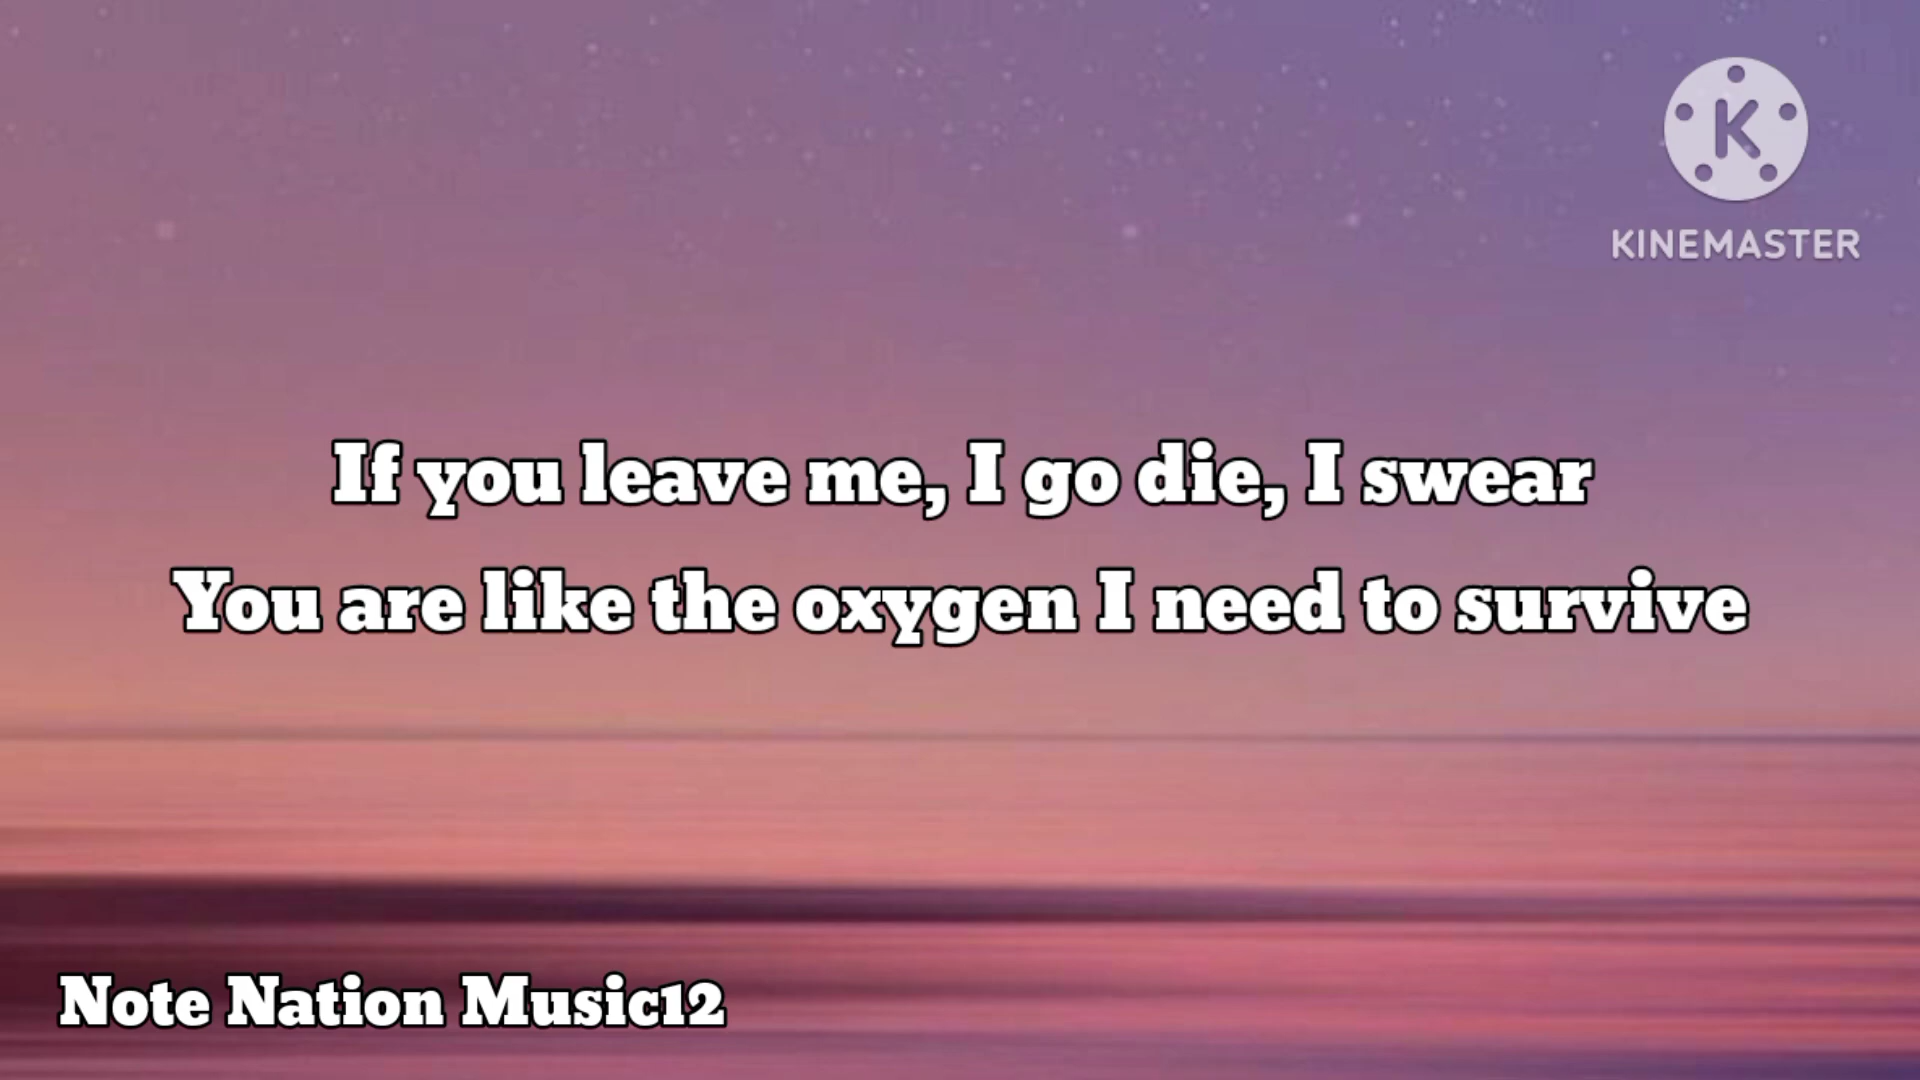 KINEMASTER
If you leave me, I go die, I swear
You are like the oxygen I need to survive
Note Nation Music12